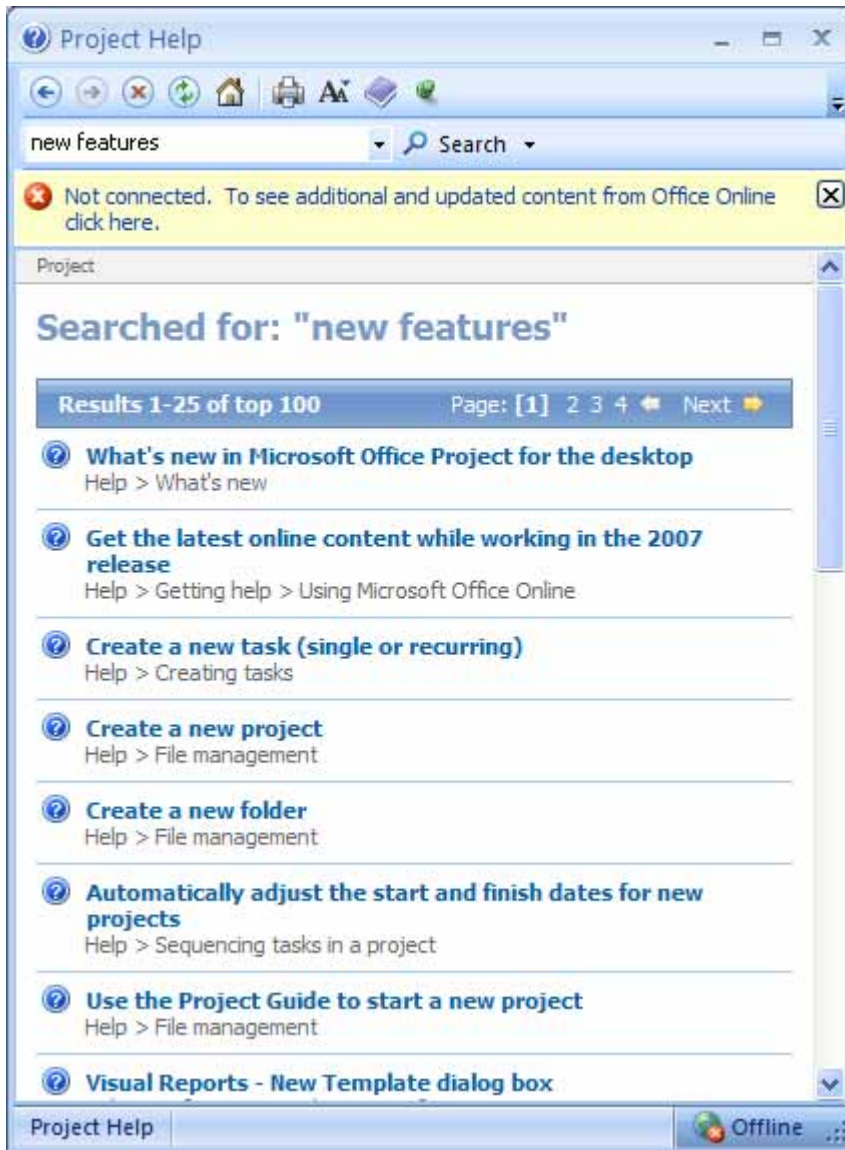 Project Help
new features
Search
Not connected. To see additional and updated content from Office Online
click here.
Project
Searched for: "new features"
Results 1-25 of top 100 Page: [1] 2 3 4 Next
What's new in Microsoft Office Project for the desktop
Help > What's new
Get the latest online content while working in the 2007
release
Help > Getting help > Using Microsoft Office Online
Create a new task (single or recurring)
Help > Creating tasks
Create a new project
Help > File management
Create a new folder
Help > File management
Automatically adjust the start and finish dates for new
projects
Help > Sequencing tasks in a project
Use the Project Guide to start a new project
Help > File management
Visual Reports - New Template dialog box
Project Help
Offline